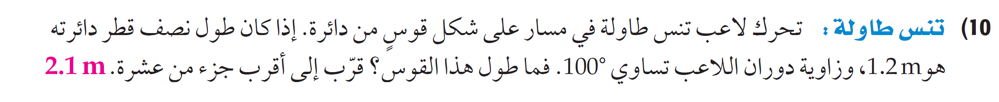 10) تنس طاولة : تحرك لاعب تنس طاولة في مسار على شكل قوسٍ من دائرة. إذا كان طول نصف قطر دائرته
هو 1.2 m، وزاوية دوران اللاعب تساوي 100°. فما طول هذا القوس؟ قرّب إلى أقرب جزء من عشرة. 2.1 m